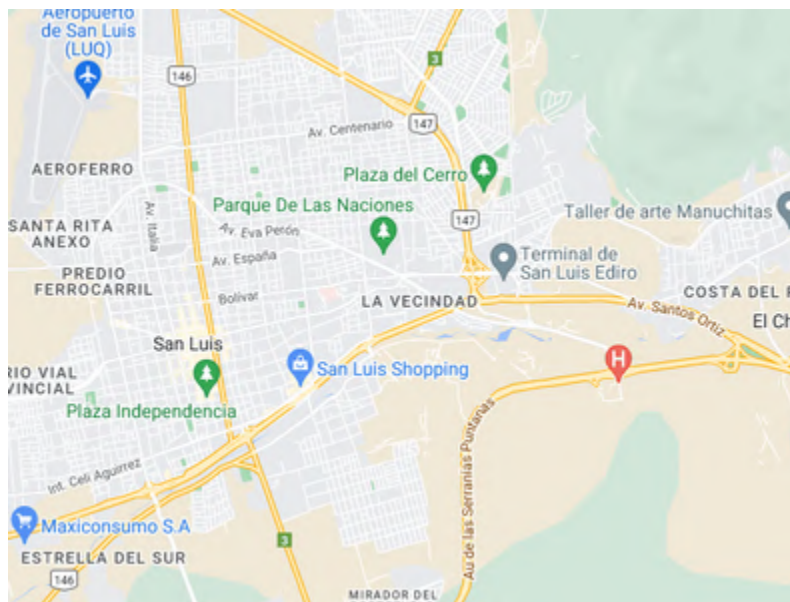 Aeropuerto
de San Luis
(LUQ)
146
3
147
Av. Centenario
AEROFERRO
Plaza del Cerro
Parque De Las Naciones
147
Taller de arte Manuchitas
Av. Italia
SANTA RITA
ANEXO
Av. Eva Perón
Av. España
Terminal de
San Luis Ediro
PREDIO
FERROCARRIL
Bolívar
LA VECINDAD
COSTA DEL
Av. Santos Ortiz
El Ch
San Luis
H
RIO VIAL
VINCIAL
San Luis Shopping
Plaza Independencia
Au de las Serranías Puntanas
Int. Celi Aguirrez
Maxiconsumo S.A
3
ESTRELLA DEL SUR
146
MIRADOR DEL